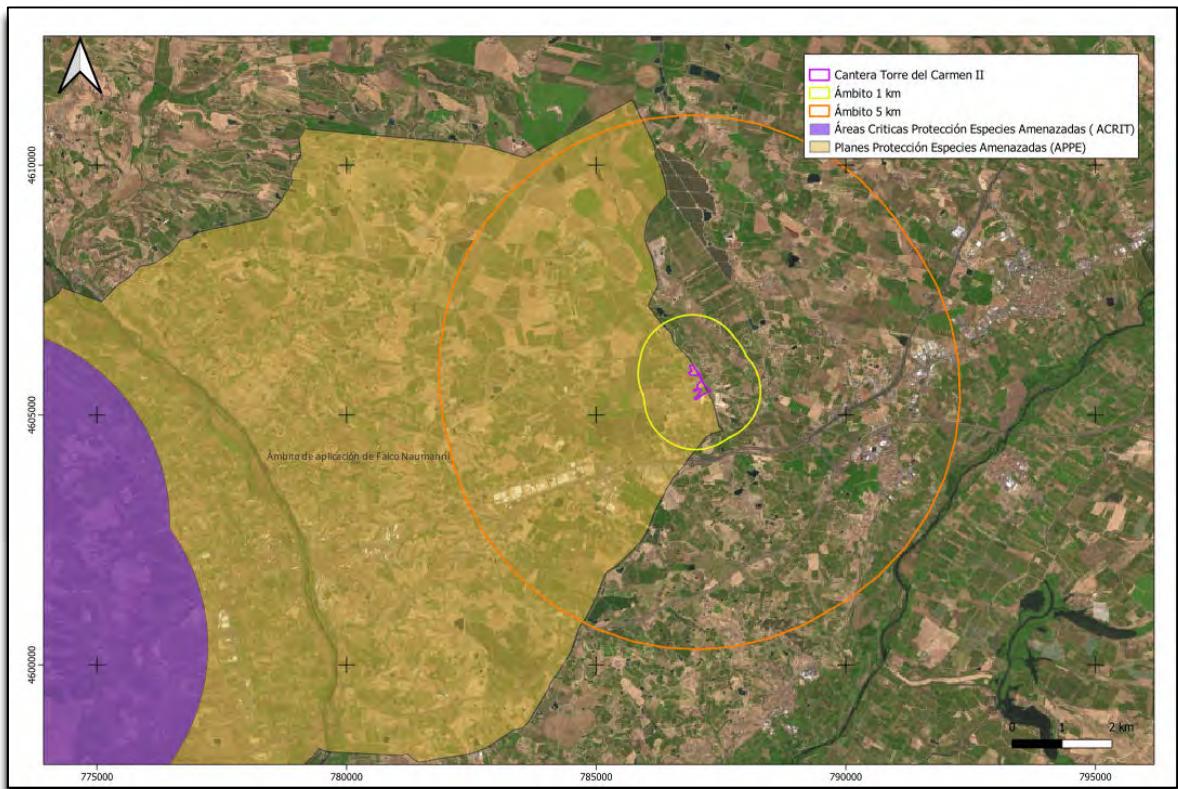 Cantera Torre del Carmen II
Ámbito 1 km
Ámbito 5 km
Áreas Criticas Protección Especies Amenazadas ( ACRIT)
Planes Protección Especies Amenazadas (APPE)
4610000
4605000
Ámbito de aplicación de Falco Naumanni
4600000
0 1 2 km
775000 780000 785000 790000 795000